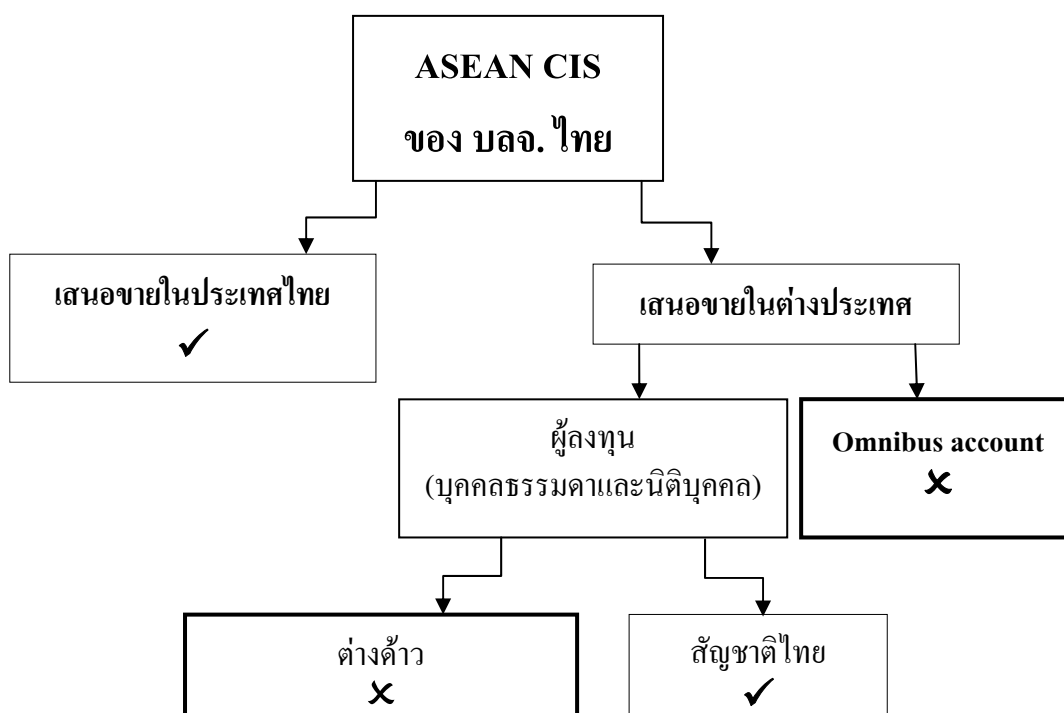 ASEAN CIS
ของ บลจ. ไทย
เสนอขายในประเทศไทย
✓
เสนอขายในต่างประเทศ
ผู้ลงทุน
(บุคคลธรรมดาและนิติบุคคล)
Omnibus account
✗
ต่างด้าว
✗
สัญชาติไทย
✓